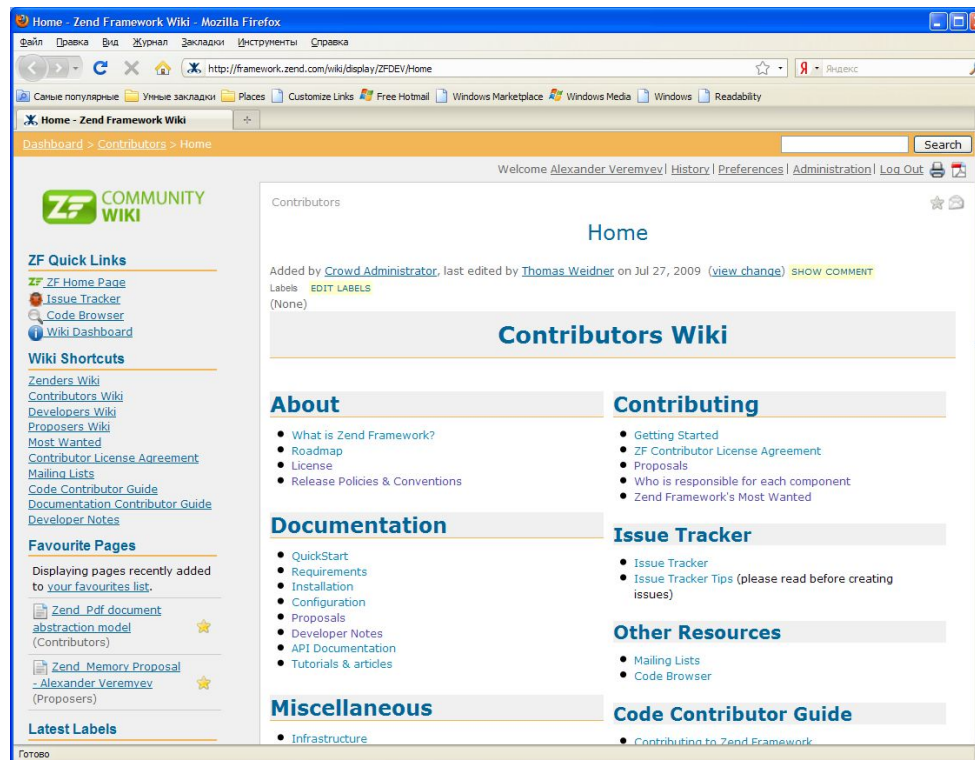 Home - Zend Framework Wiki - Mozilla Firefox
Файл Правка Вид Журнал Закладки Инструменты Справка
http://framework.zend.com/wiki/display/ZFDEV/Home
Я Яндекс
Самые популярные Умные закладки Places Customize Links Free Hotmail Windows Marketplace Windows Media Windows Readability
Home - Zend Framework Wiki
Dashboard > Contributors > Home
Search
Welcome Alexander Veremyev | History | Preferences | Administration | Log Out
ZF COMMUNITY
WIKI
ZF Quick Links
ZF Home Page
Issue Tracker
Code Browser
Wiki Dashboard
Wiki Shortcuts
Zenders Wiki
Contributors Wiki
Developers Wiki
Proposers Wiki
Most Wanted
Contributor License Agreement
Mailing Lists
Code Contributor Guide
Documentation Contributor Guide
Developer Notes
Favourite Pages
Displaying pages recently added
to your favourites list.
Zend_Pdf document
abstraction model
(Contributors)
Zend_Memory Proposal
- Alexander Veremyev
(Proposers)
Latest Labels
Contributors
Home
Added by Crowd Administrator, last edited by Thomas Weidner on Jul 27, 2009 (view change) SHOW COMMENT
Labels EDIT LABELS
(None)
Contributors Wiki
About
What is Zend Framework?
Roadmap
License
Release Policies & Conventions
Documentation
QuickStart
Requirements
Installation
Configuration
Proposals
Developer Notes
API Documentation
Tutorials & articles
Miscellaneous
Infrastructure
Contributing
Getting Started
ZF Contributor License Agreement
Proposals
Who is responsible for each component
Zend Framework's Most Wanted
Issue Tracker
Issue Tracker
Issue Tracker Tips (please read before creating
issues)
Other Resources
Mailing Lists
Code Browser
Code Contributor Guide
Contributing to Zend Framework
Готово